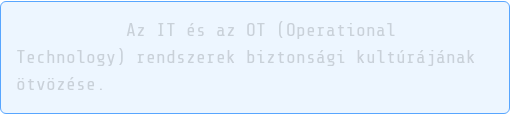 Az IT és az OT (Operational
Technology) rendszerek biztonsági kultúrájának
ötvözése.